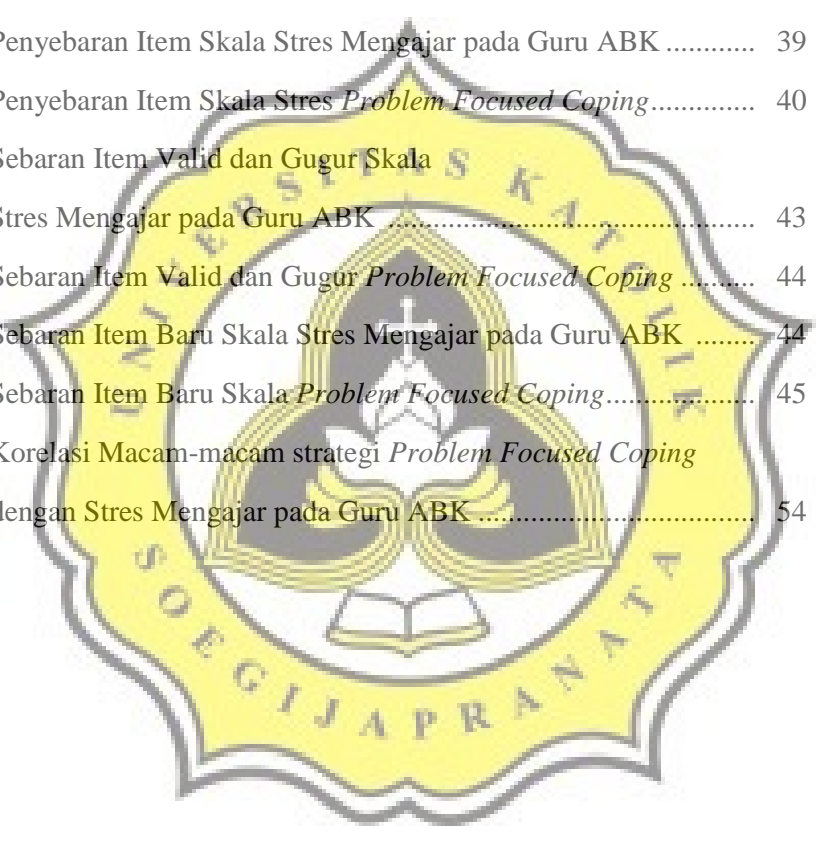 Penyebaran Item Skala Stres Mengajar pada Guru ABK ............ 39
Penyebaran Item Skala Stres Problem Focused Coping.............. 40
Sebaran Item Valid dan Gugur Skala
Stres Mengajar pada Guru ABK ................................................ 43
Sebaran Item Valid dan Gugur Problem Focused Coping .......... 44
Sebaran Item Baru Skala Stres Mengajar pada Guru ABK ........ 44
Sebaran Item Baru Skala Problem Focused Coping................... 45
Korelasi Macam-macam strategi Problem Focused Coping
dengan Stres Mengajar pada Guru ABK ................................... 54
UNIVERSITAS KATOLIK
SOEGIJAPRANATA